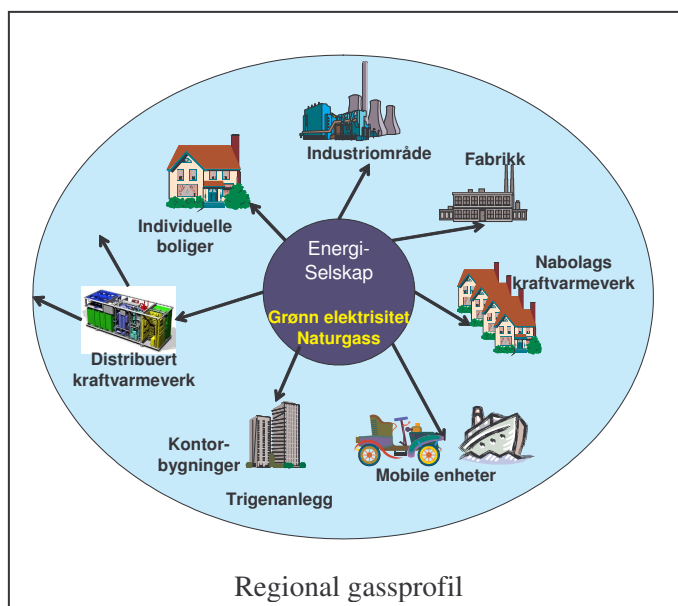 Industriområde
Fabrikk
Individuelle
boliger
Energi-
Selskap
Grønn elektrisitet
Naturgass
Nabolags
kraftvarmeverk
Distribuert
kraftvarmeverk
Kontor-
bygninger
Trigenanlegg
Mobile enheter
Regional gassprofil